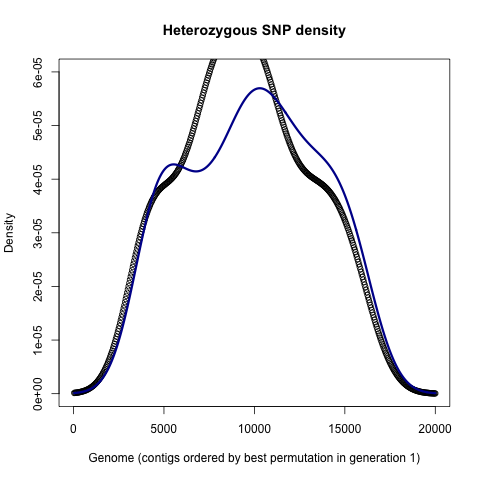 Heterozygous SNP density
Density
6e-05
5e-05
4e-05
3e-05
2e-05
1e-05
0e+00
0 5000 10000 15000 20000
Genome (contigs ordered by best permutation in generation 1)